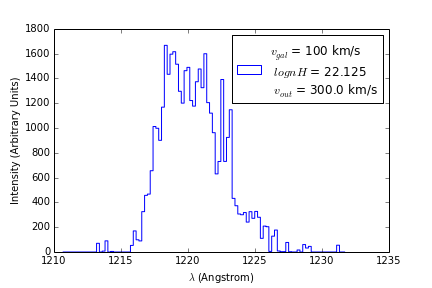 1800
1600
1400
1200
1000
800
600
400
200
0
Intensity (Arbitrary Units)
v_gal = 100 km/s
lognH = 22.125
v_out = 300.0 km/s
1210 1215 1220 1225 1230 1235
λ (Angstrom)